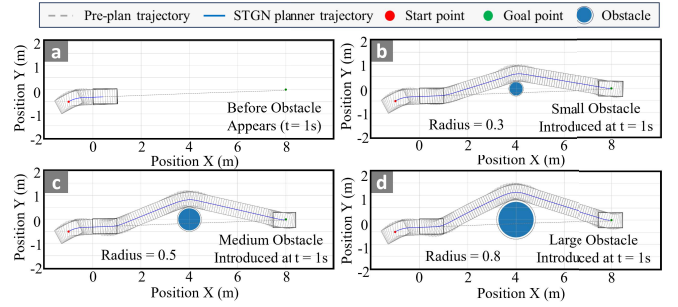 Pre-plan trajectory STGN planner trajectory Start point Goal point Obstacle
a
2
1
0
-1
-2
Position Y (m)
Before Obstacle
Appears (t = 1s)
0 2 4 6 8
Position X (m)
b
2
1
0
-1
-2
Position Y (m)
Radius = 0.3
Small Obstacle
Introduced at t = 1s
0 2 4 6 8
Position X (m)
c
2
1
0
-1
-2
Position Y (m)
Radius = 0.5
Medium Obstacle
Introduced at t = 1s
0 2 4 6 8
Position X (m)
d
2
1
0
-1
-2
Position Y (m)
Radius = 0.8
Large Obstacle
Introduced at t = 1s
0 2 4 6 8
Position X (m)